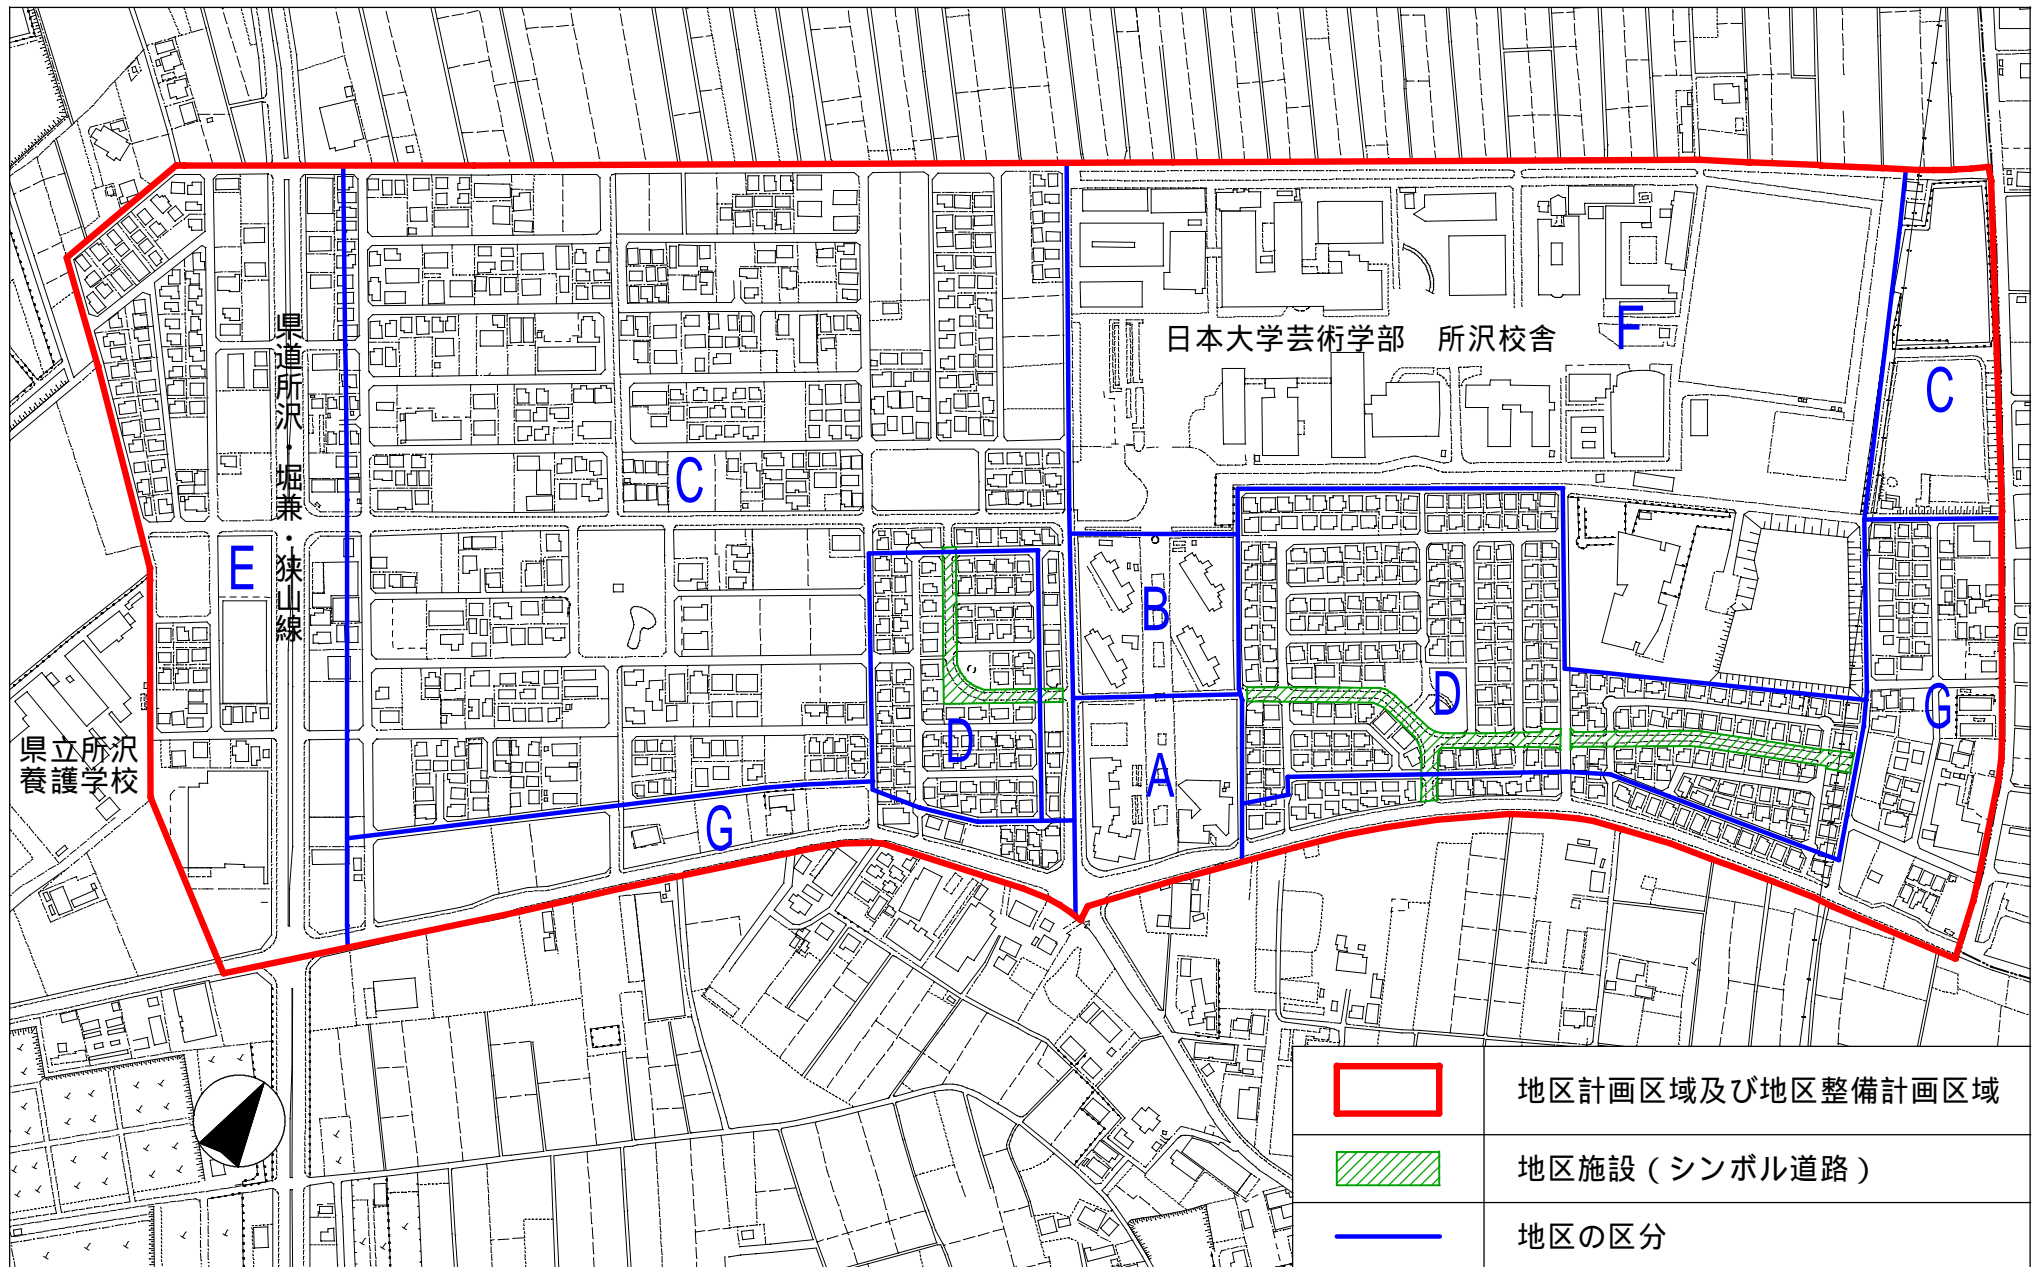 県道所沢・堀兼・狭山線
日本大学芸術学部 所沢校舎
F
C
C
E
B
D
D
G
A
G
県立所沢
養護学校
地区計画区域及び地区整備計画区域
地区施設（シンボル道路）
地区の区分